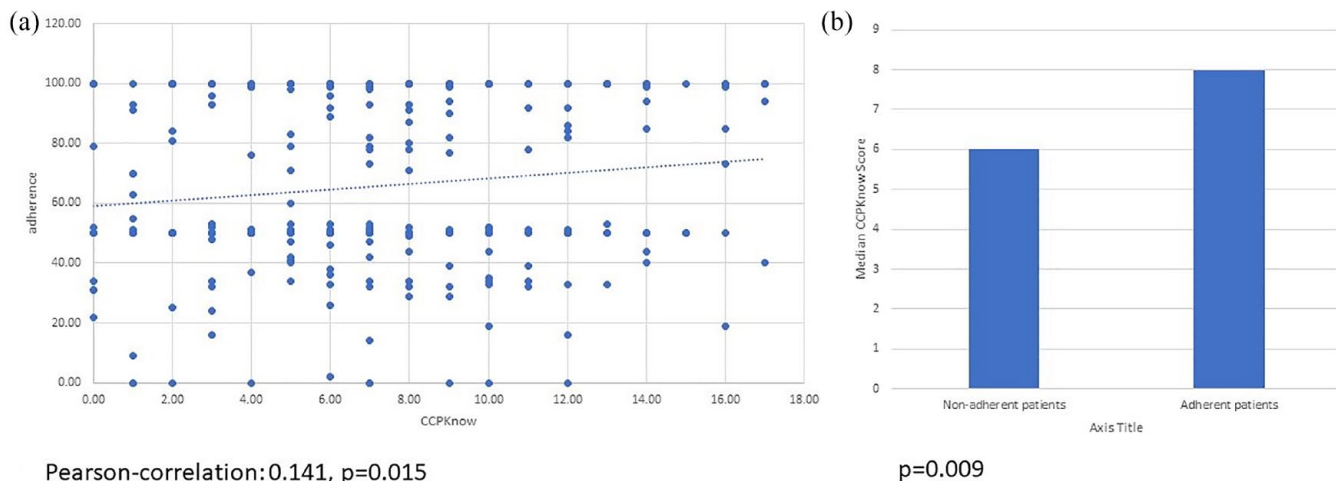 (a)
120.00
100.00
80.00
60.00
40.00
20.00
0.00
adherence
0.00 2.00 4.00 6.00 8.00 10.00 12.00 14.00 16.00 18.00
CCPKnow
Pearson-correlation: 0.141, p=0.015
(b)
9
8
7
6
5
4
3
2
1
0
Median CCPKnow Score
Non-adherent patients Adherent patients
Axis Title
p=0.009